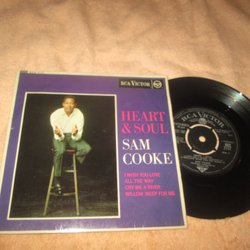 RCA VICTOR
HEART
& SOUL
SAM
COOKE
I WISH YOU LOVE
ALL THE WAY
CRY ME A RIVER
WILLOW WEEP FOR ME
RCA VICTOR